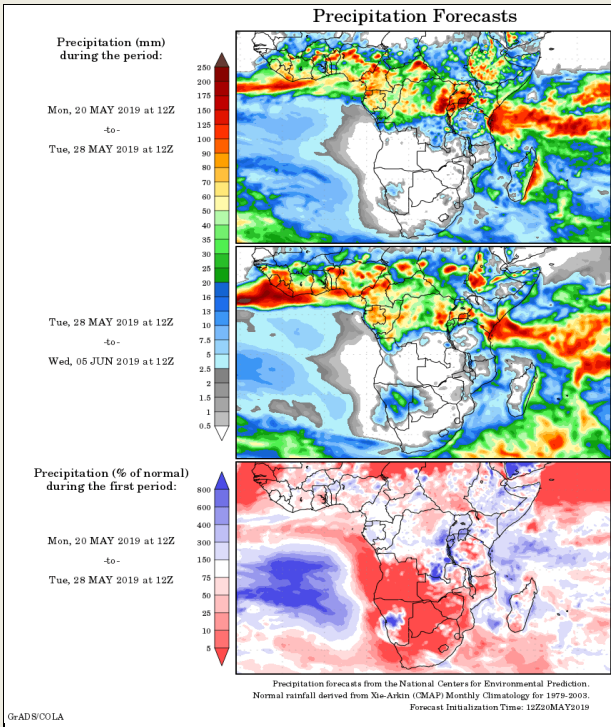 Precipitation Forecasts
Precipitation (mm)
during the period:
Mon, 20 MAY 2019 at 12Z
-to-
Tue, 28 MAY 2019 at 12Z
250
200
175
150
125
100
90
80
70
60
50
40
35
30
25
20
16
13
10
7.5
5
2.5
2
1.5
1
0.5
Tue, 28 MAY 2019 at 12Z
-to-
Wed, 05 JUN 2019 at 12Z
Precipitation (% of normal)
during the first period:
Mon, 20 MAY 2019 at 12Z
-to-
Tue, 28 MAY 2019 at 12Z
800
600
400
300
150
75
50
25
10
5
Precipitation forecasts from the National Centers for Environmental Prediction.
Normal rainfall derived from Xie-Arkin (CMAP) Monthly Climatology for 1979-2003.
Forecast Initialization Time: 12Z20MAY2019
GrADS/COLA